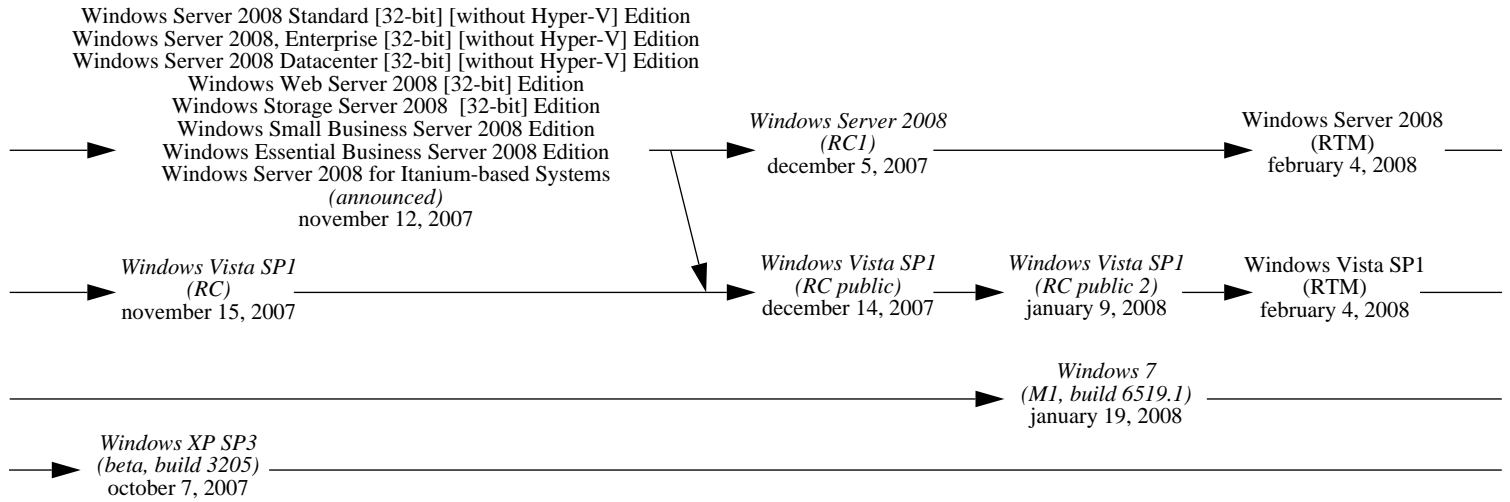 Windows Server 2008 Standard [32-bit] [without Hyper-V] Edition
Windows Server 2008, Enterprise [32-bit] [without Hyper-V] Edition
Windows Server 2008 Datacenter [32-bit] [without Hyper-V] Edition
Windows Web Server 2008 [32-bit] Edition
Windows Storage Server 2008  [32-bit] Edition
Windows Small Business Server 2008 Edition
Windows Essential Business Server 2008 Edition
Windows Server 2008 for Itanium-based Systems
(announced)
november 12, 2007
Windows Server 2008
(RC1)
december 5, 2007
Windows Server 2008
(RTM)
february 4, 2008
Windows Vista SP1
(RC)
november 15, 2007
Windows Vista SP1
(RC public)
december 14, 2007
Windows Vista SP1
(RC public 2)
january 9, 2008
Windows Vista SP1
(RTM)
february 4, 2008
Windows 7
(M1, build 6519.1)
january 19, 2008
Windows XP SP3
(beta, build 3205)
october 7, 2007